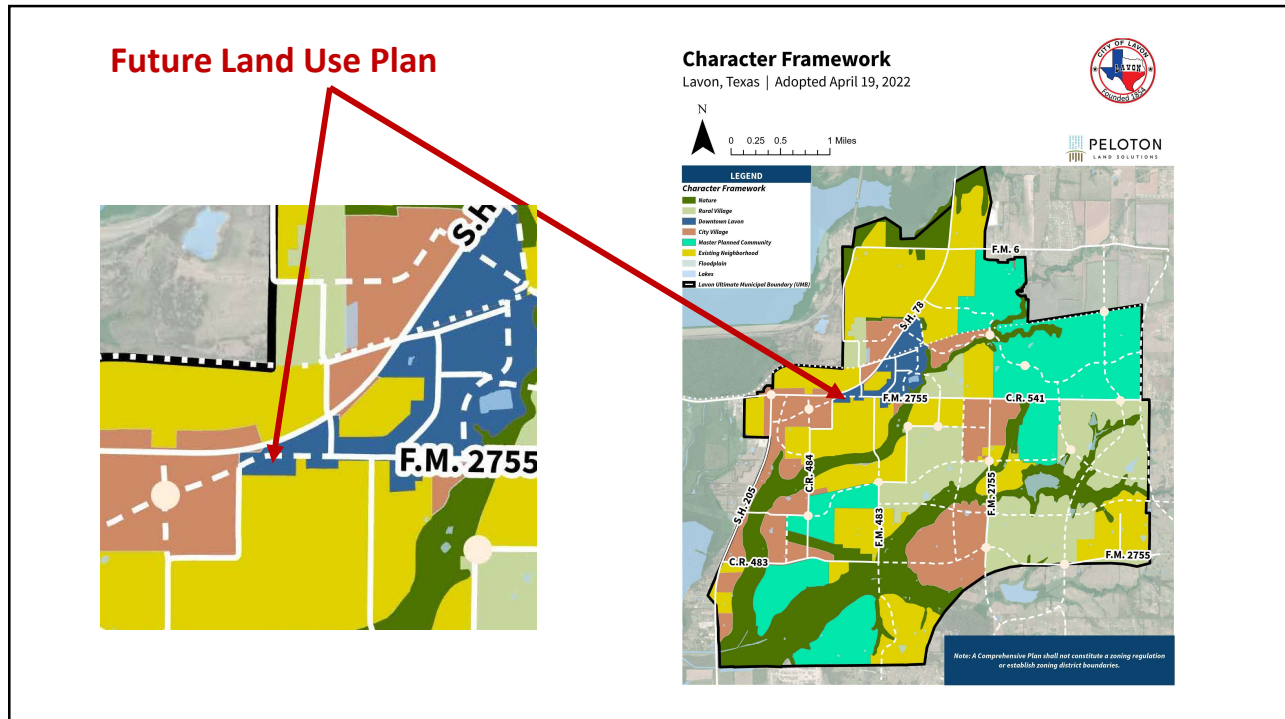 Future Land Use Plan
S.H
F.M. 2755
Character Framework
Lavon, Texas | Adopted April 19, 2022
CITY OF LAVON
LAVON
Founded 1854
N
0 0.25 0.5 1 Miles
PELOTON
LAND SOLUTIONS
LEGEND
Character Framework
Nature
Rural Village
Downtown Lavon
City Village
Master Planned Community
Existing Neighborhood
Floodplain
Lakes
Lavon Ultimate Municipal Boundary (UMB)
F.M. 6
S.H. 78
F.M. 2755
C.R. 541
C.R. 484
S.H. 205
F.M. 483
F.M. 2755
C.R. 483
F.M. 2755
Note: A Comprehensive Plan shall not constitute a zoning regulation
or establish zoning district boundaries.